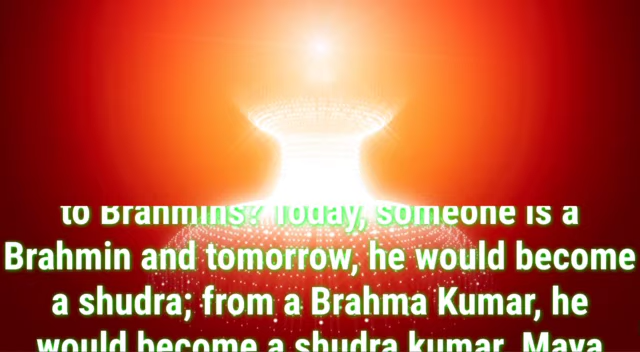 to Brahmins? Today, someone is a
Brahmin and tomorrow, he would become
a shudra; from a Brahma Kumar, he
would become a shudra kumar. Maya